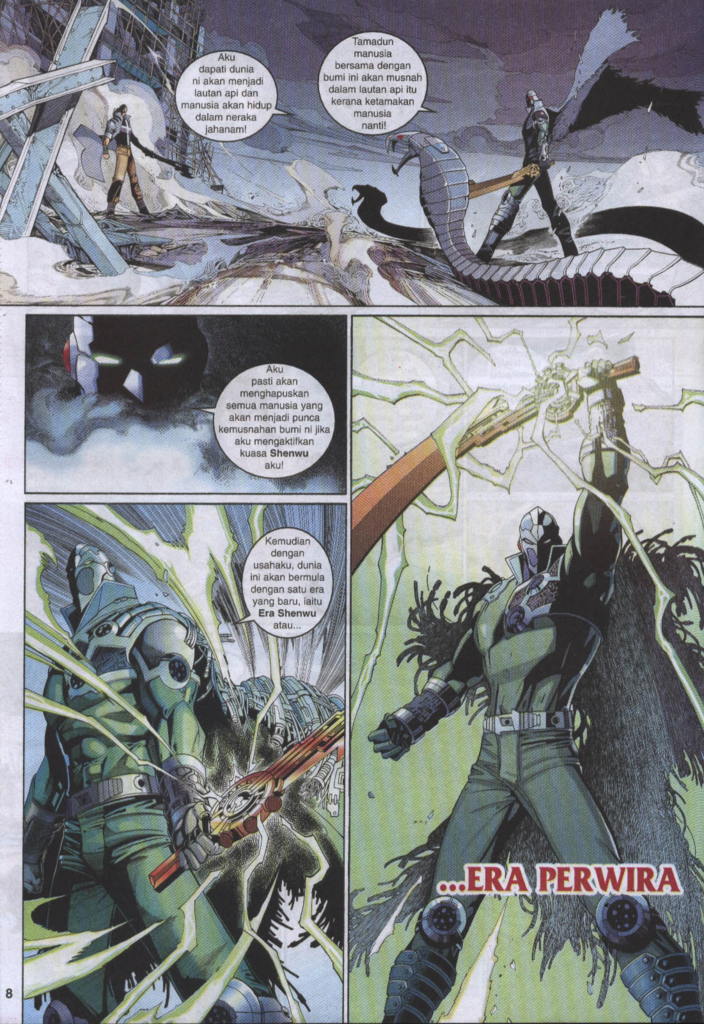 Aku
dapati dunia
ni akan menjadi
lautan api dan
manusia akan hidup
dalam neraka
jahanam!
Tamadun
manusia
bersama dengan
bumi ini akan musnah
dalam lautan api itu
kerana ketamakan
manusia
nanti!
Aku
pasti akan
menghapuskan
semua manusia yang
akan menjadi punca
kemusnahan bumi ni jika
aku mengaktifkan
kuasa Shenwu
aku!
Kemudian
dengan
usahaku, dunia
ini akan bermula
dengan satu era
yang baru, iaitu
Era Shenwu
atau...
...ERA PERWIRA
8